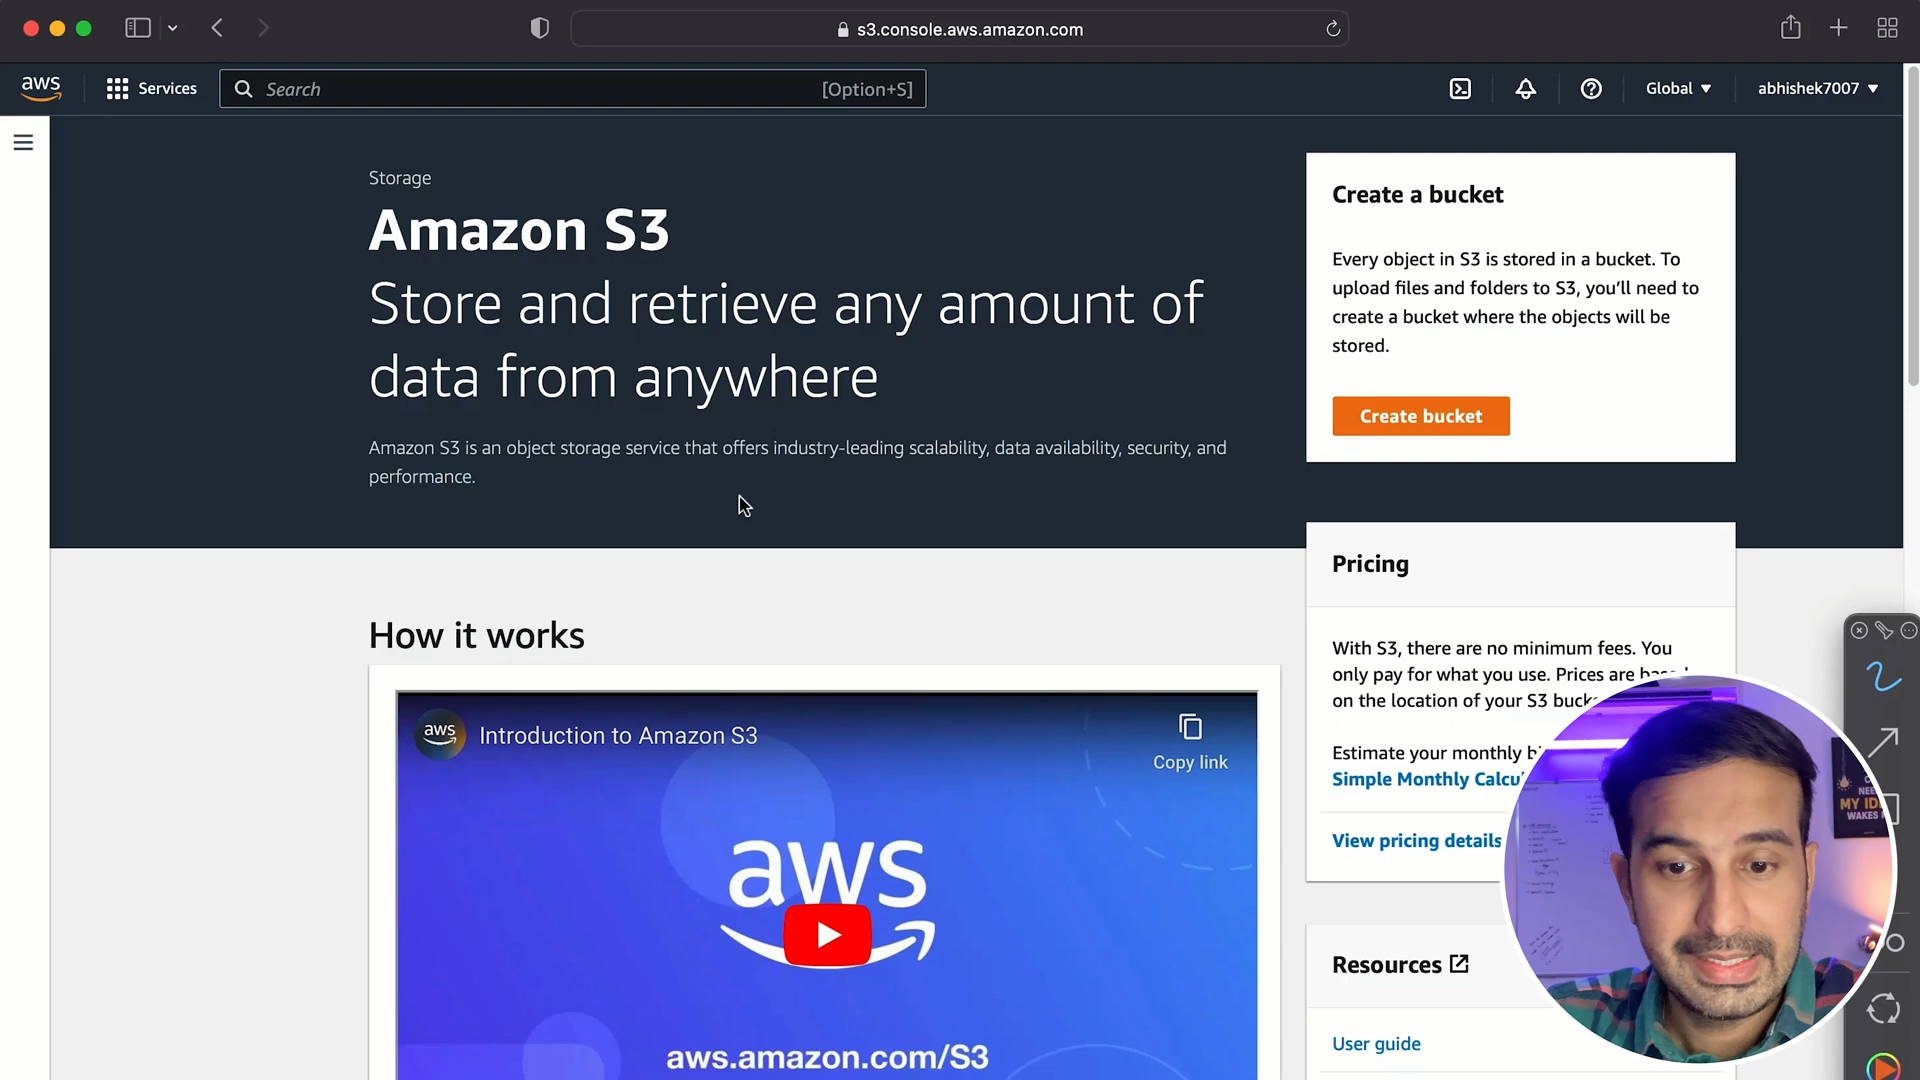 s3.console.aws.amazon.com
aws
Services
Search
[Option+S]
Global
abhishek7007
Storage
Amazon S3
Store and retrieve any amount of
data from anywhere
Amazon S3 is an object storage service that offers industry-leading scalability, data availability, security, and
performance.
Create a bucket
Every object in S3 is stored in a bucket. To
upload files and folders to S3, you'll need to
create a bucket where the objects will be
stored.
Create bucket
Pricing
With S3, there are no minimum fees. You
only pay for what you use. Prices are
on the location of your S3
Estimate your monthly
Simple Monthly
View pricing details
How it works
aws
Introduction to Amazon S3
Copy link
aws
aws.amazon.com/S3
Resources
User guide
MY
WAKES